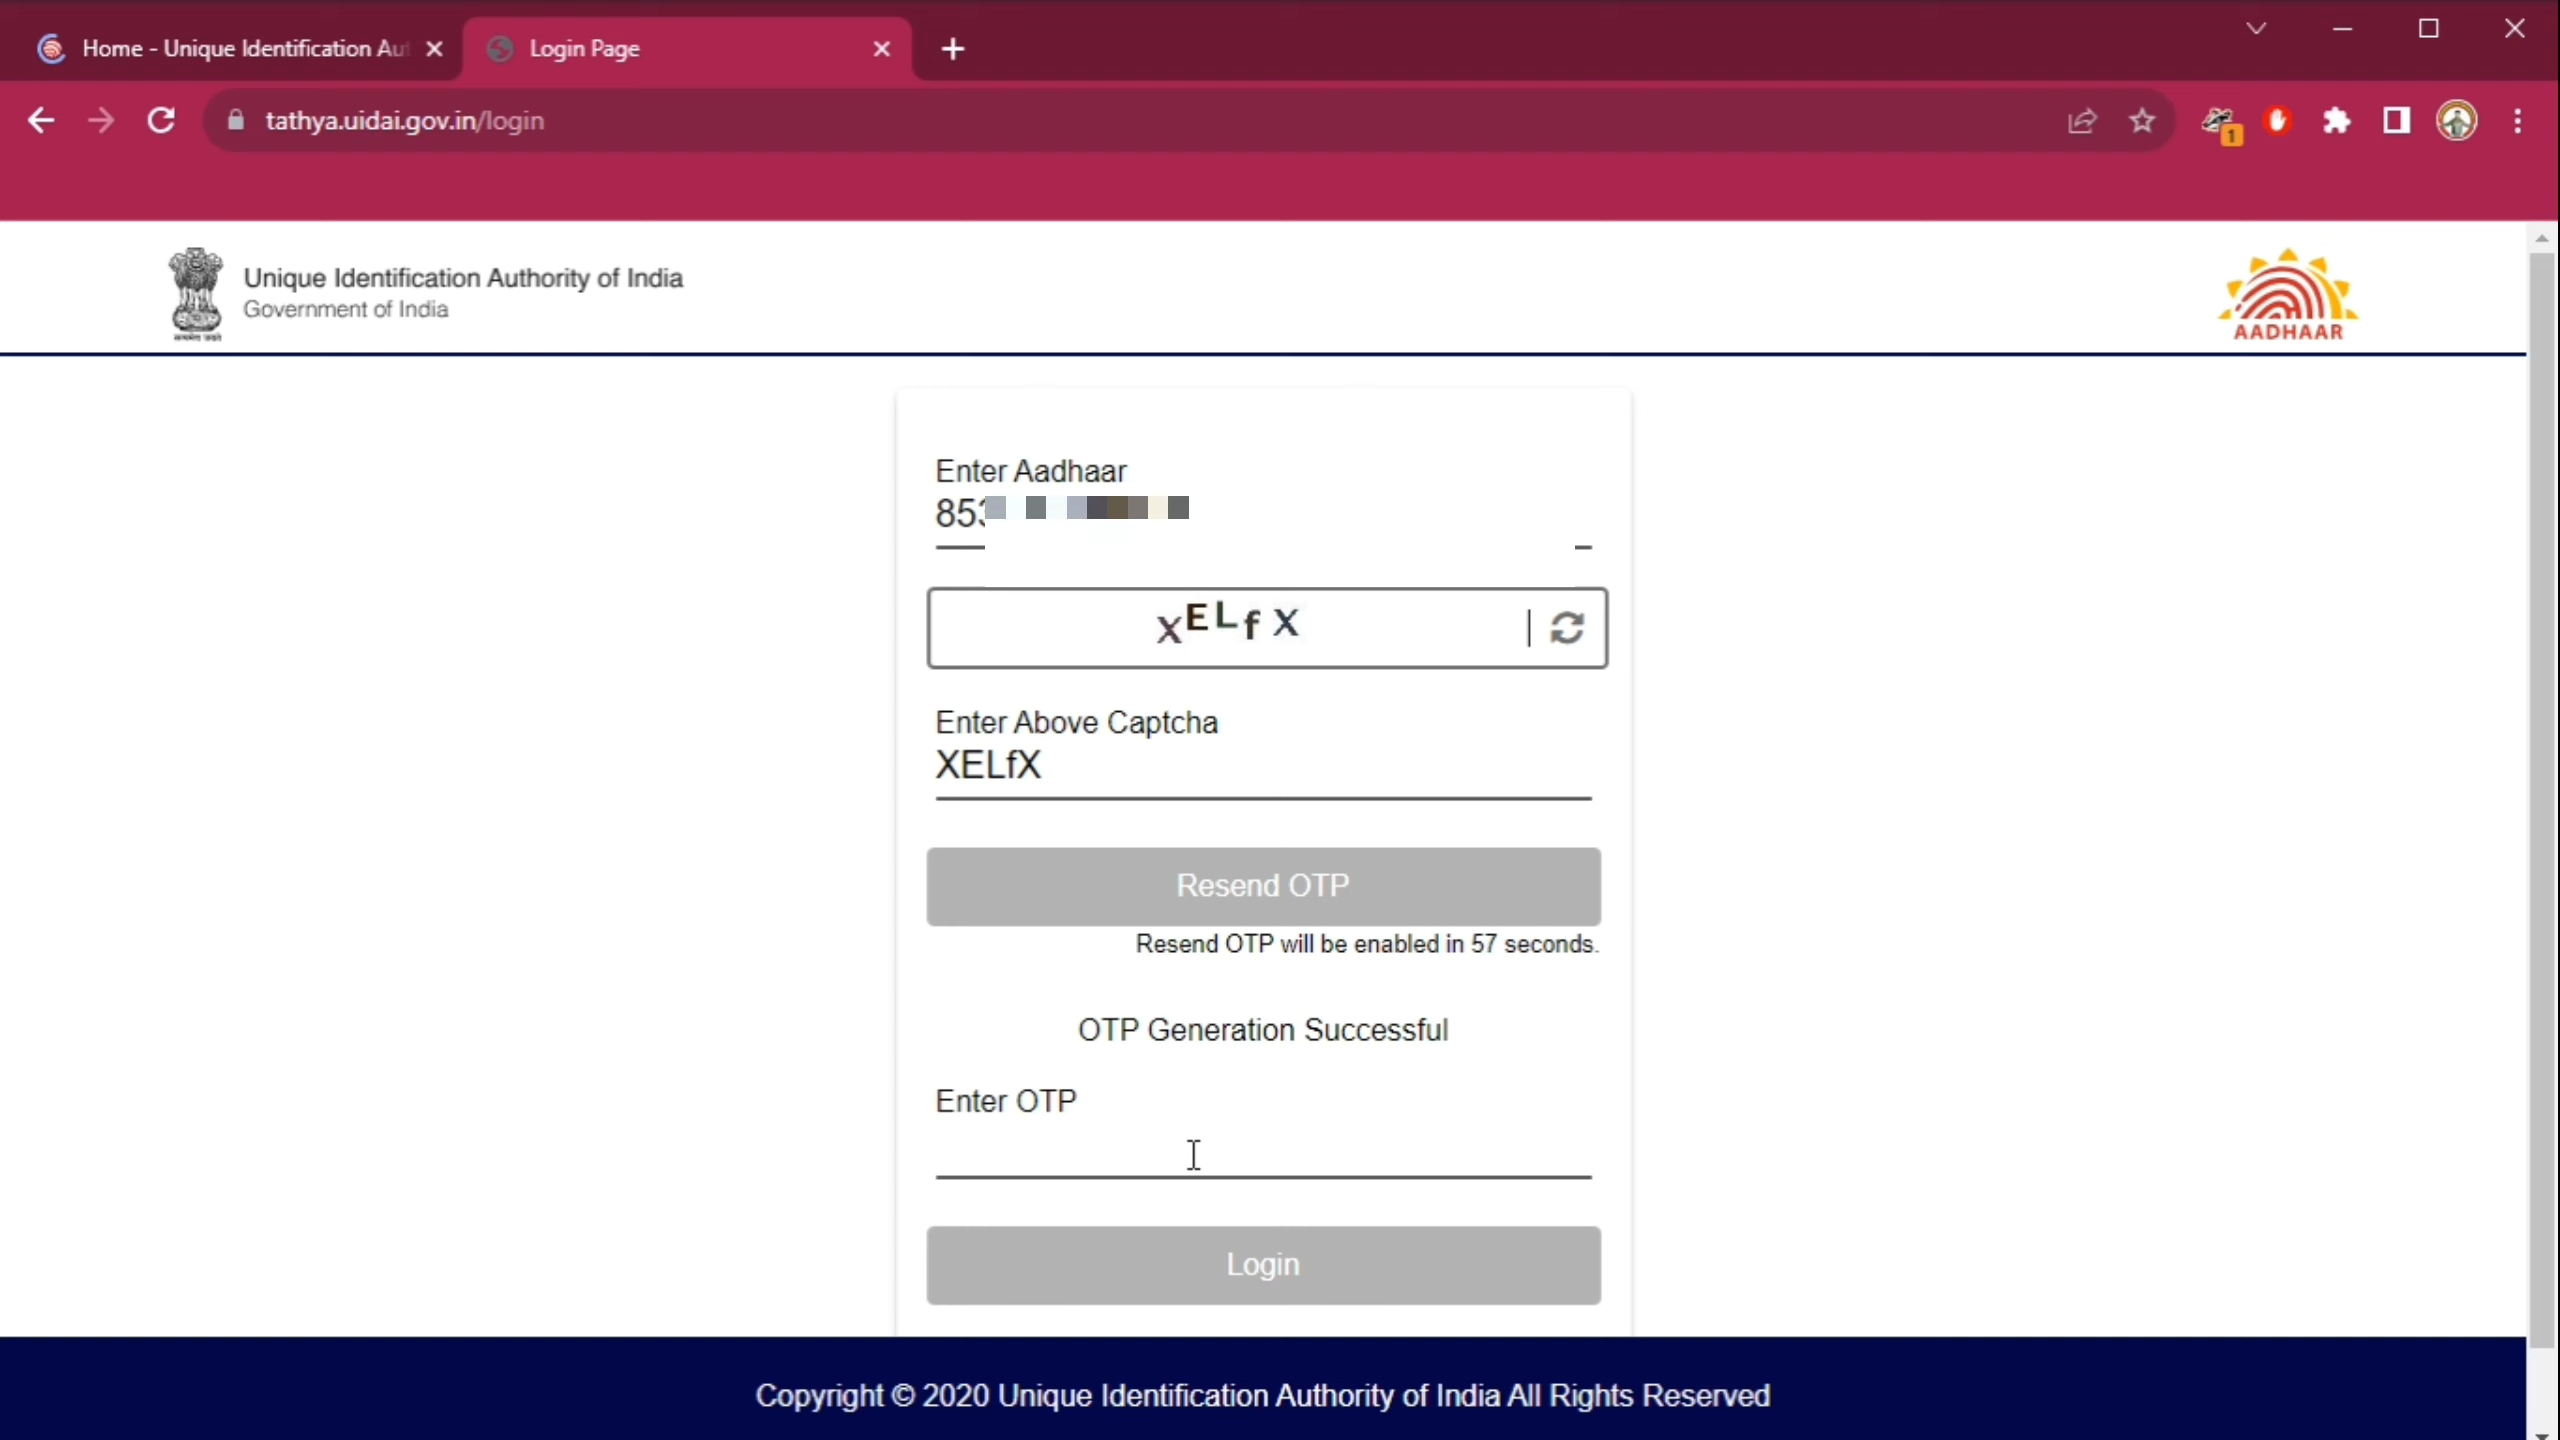 Home - Unique Identification Au
Login Page
tathya.uidai.gov.in/login
1
Unique Identification Authority of India
Government of India
AADHAAR
Enter Aadhaar
853
xELfX
Enter Above Captcha
XELfX
Resend OTP
Resend OTP will be enabled in 57 seconds.
OTP Generation Successful
Enter OTP
Login
Copyright © 2020 Unique Identification Authority of India All Rights Reserved